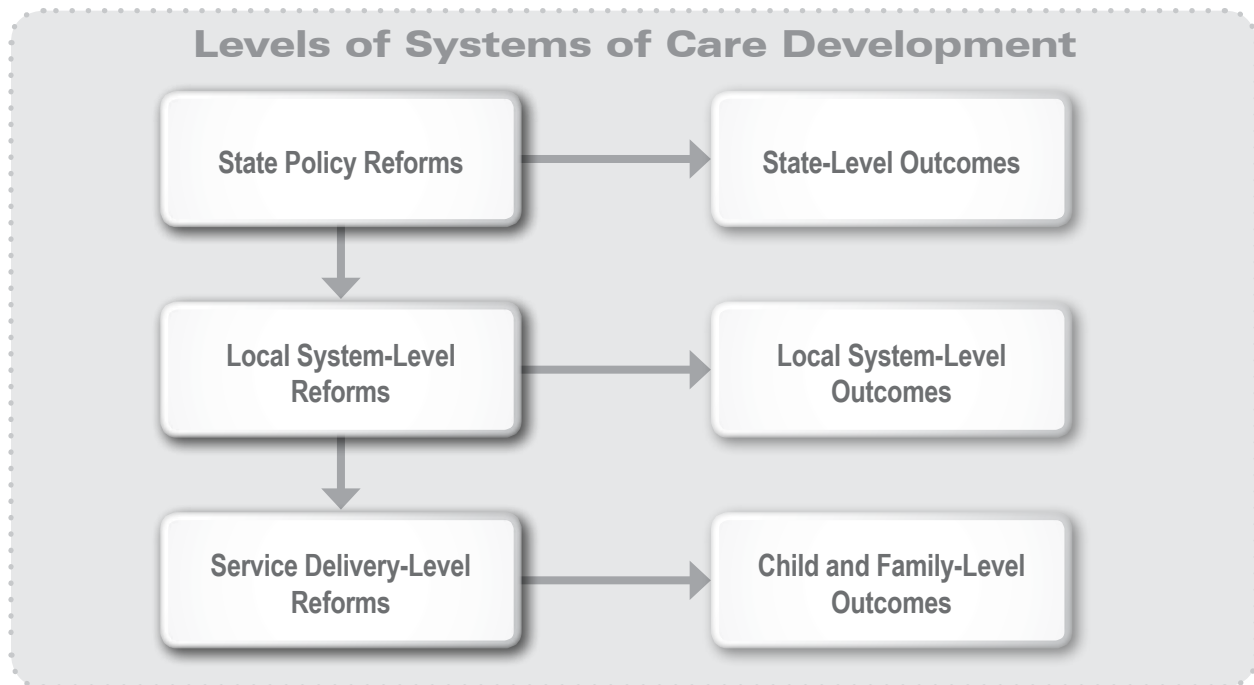 Levels of Systems of Care Development
State Policy Reforms
State-Level Outcomes
Local System-Level
Reforms
Local System-Level
Outcomes
Service Delivery-Level
Reforms
Child and Family-Level
Outcomes